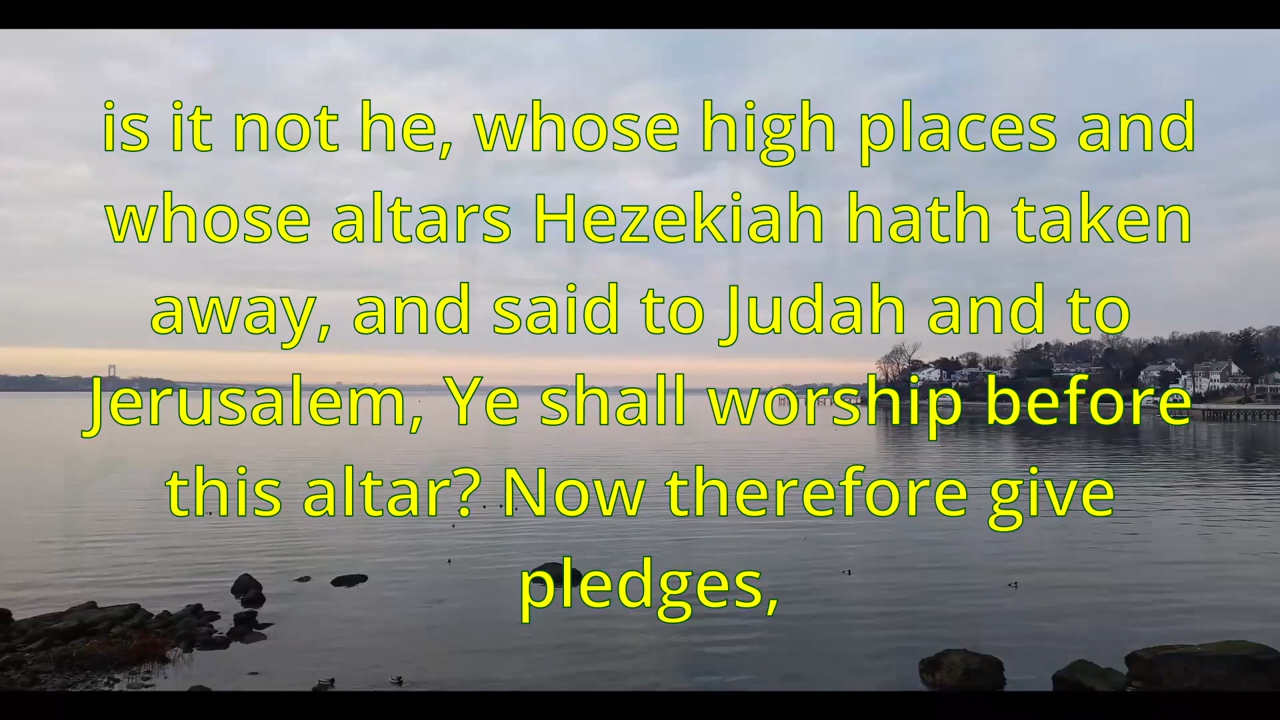 is it not he, whose high places and
whose altars Hezekiah hath taken
away, and said to Judah and to
Jerusalem, Ye shall worship before
this altar? Now therefore give
pledges,